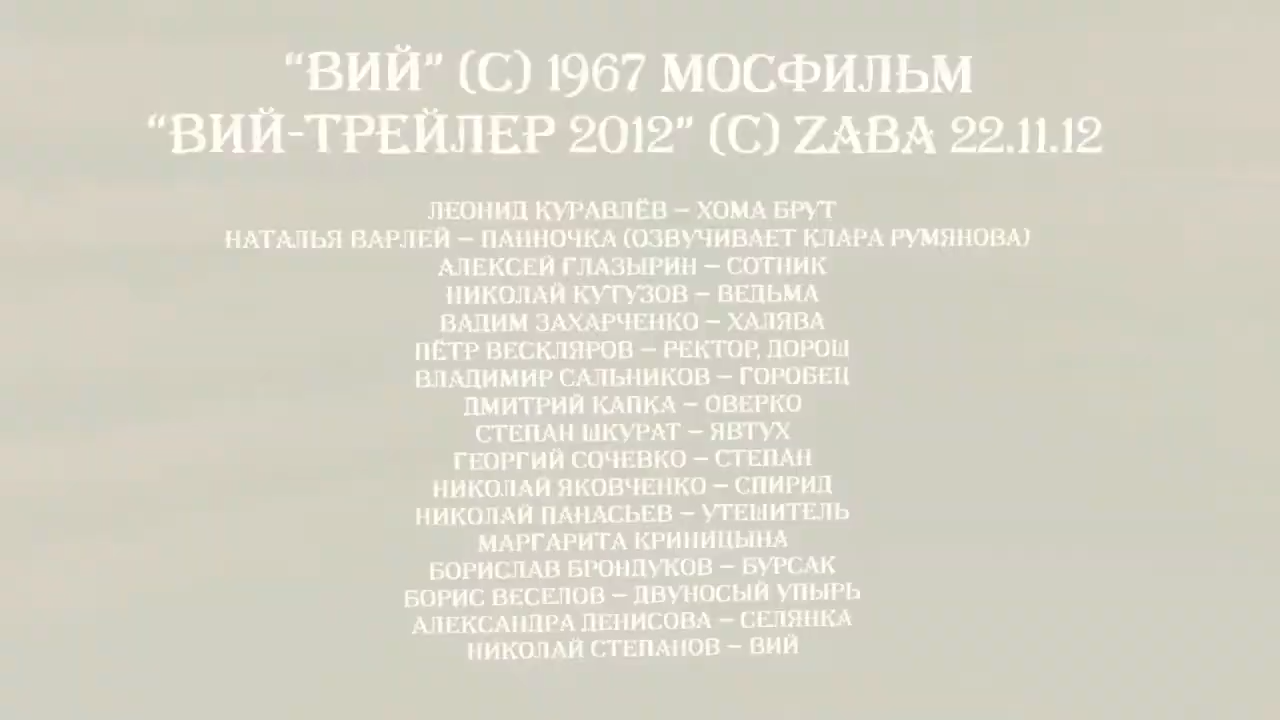 “ВИЙ” (С) 1967 МОСФИЛЬМ
“ВИЙ-ТРЕЙЛЕР 2012” (С) ZABA 22.11.12
ЛЕОНИД КУРАВЛЁВ – ХОМА БРУТ
НАТАЛЬЯ ВАРЛЕЙ – ПАННОЧКА (ОЗВУЧИВАЕТ КЛАРА РУМЯНОВА)
АЛЕКСЕЙ ГЛАЗЫРИН – СОТНИК
НИКОЛАЙ КУТУЗОВ – ВЕДЬМА
ВАДИМ ЗАХАРЧЕНКО – ХАЛЯВА
ПЁТР ВЕСКЛЯРОВ – РЕКТОР, ДОРОШ
ВЛАДИМИР САЛЬНИКОВ – ГОРОБЕЦ
ДМИТРИЙ КАПКА – ОВЕРКО
СТЕПАН ШКУРАТ – ЯВТУХ
ГЕОРГИЙ СОЧЕВКО – СТЕПАН
НИКОЛАЙ ЯКОВЧЕНКО – СПИРИД
НИКОЛАЙ ПАНАСЬЕВ – УТЕШИТЕЛЬ
МАРГАРИТА КРИНИЦЫНА
БОРИСЛАВ БРОНДУКОВ – БУРСАК
БОРИС ВЕСЕЛОВ – ДВУНОСЫЙ УПЫРЬ
АЛЕКСАНДРА ДЕНИСОВА – СЕЛЯНКА
НИКОЛАЙ СТЕПАНОВ – ВИЙ